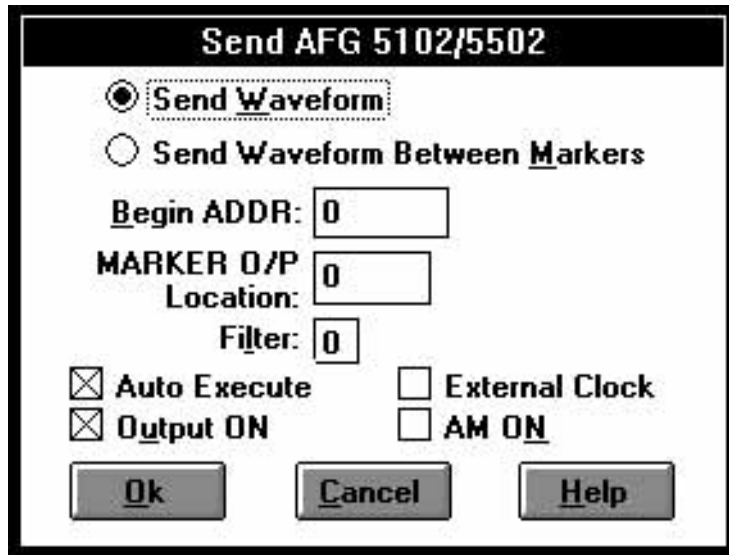 Send AFG 5102/5502
Send Waveform
Send Waveform Between Markers
Begin ADDR: 0
MARKER O/P
Location: 0
Filter: 0
Auto Execute External Clock
Output ON AM ON
Ok Cancel Help